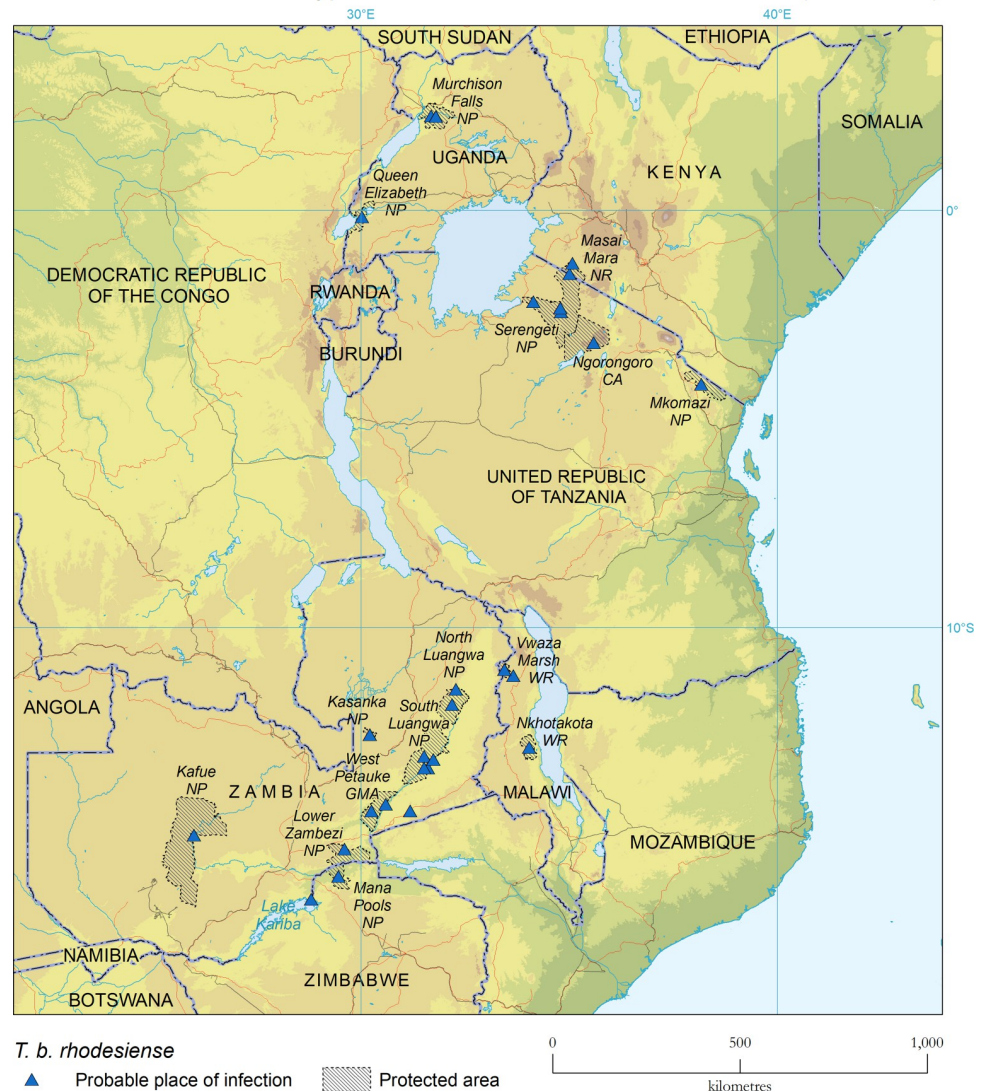 30°E
40°E
SOUTH SUDAN
ETHIOPIA
Murchison
Falls
NP
SOMALIA
UGANDA
KENYA
Queen
Elizabeth
NP
0°
Masai
Mara
NR
DEMOCRATIC REPUBLIC
OF THE CONGO
RWANDA
Serengeti
NP
BURUNDI
Ngorongoro
CA
Mkomazi
NP
UNITED REPUBLIC
OF TANZANIA
10°S
North
Luangwa
NP
Vwaza
Marsh
WR
ANGOLA
Kasanka
NP
South
Luangwa
NP
Nkhotakota
WR
West
Petauke
GMA
Kafue
NP
ZAMBIA
MALAWI
Lower
Zambezi
NP
MOZAMBIQUE
Mana
Pools
NP
Lake
Kariba
NAMIBIA
ZIMBABWE
BOTSWANA
T. b. rhodesiense
Probable place of infection
Protected area
0 500 1,000
kilometres